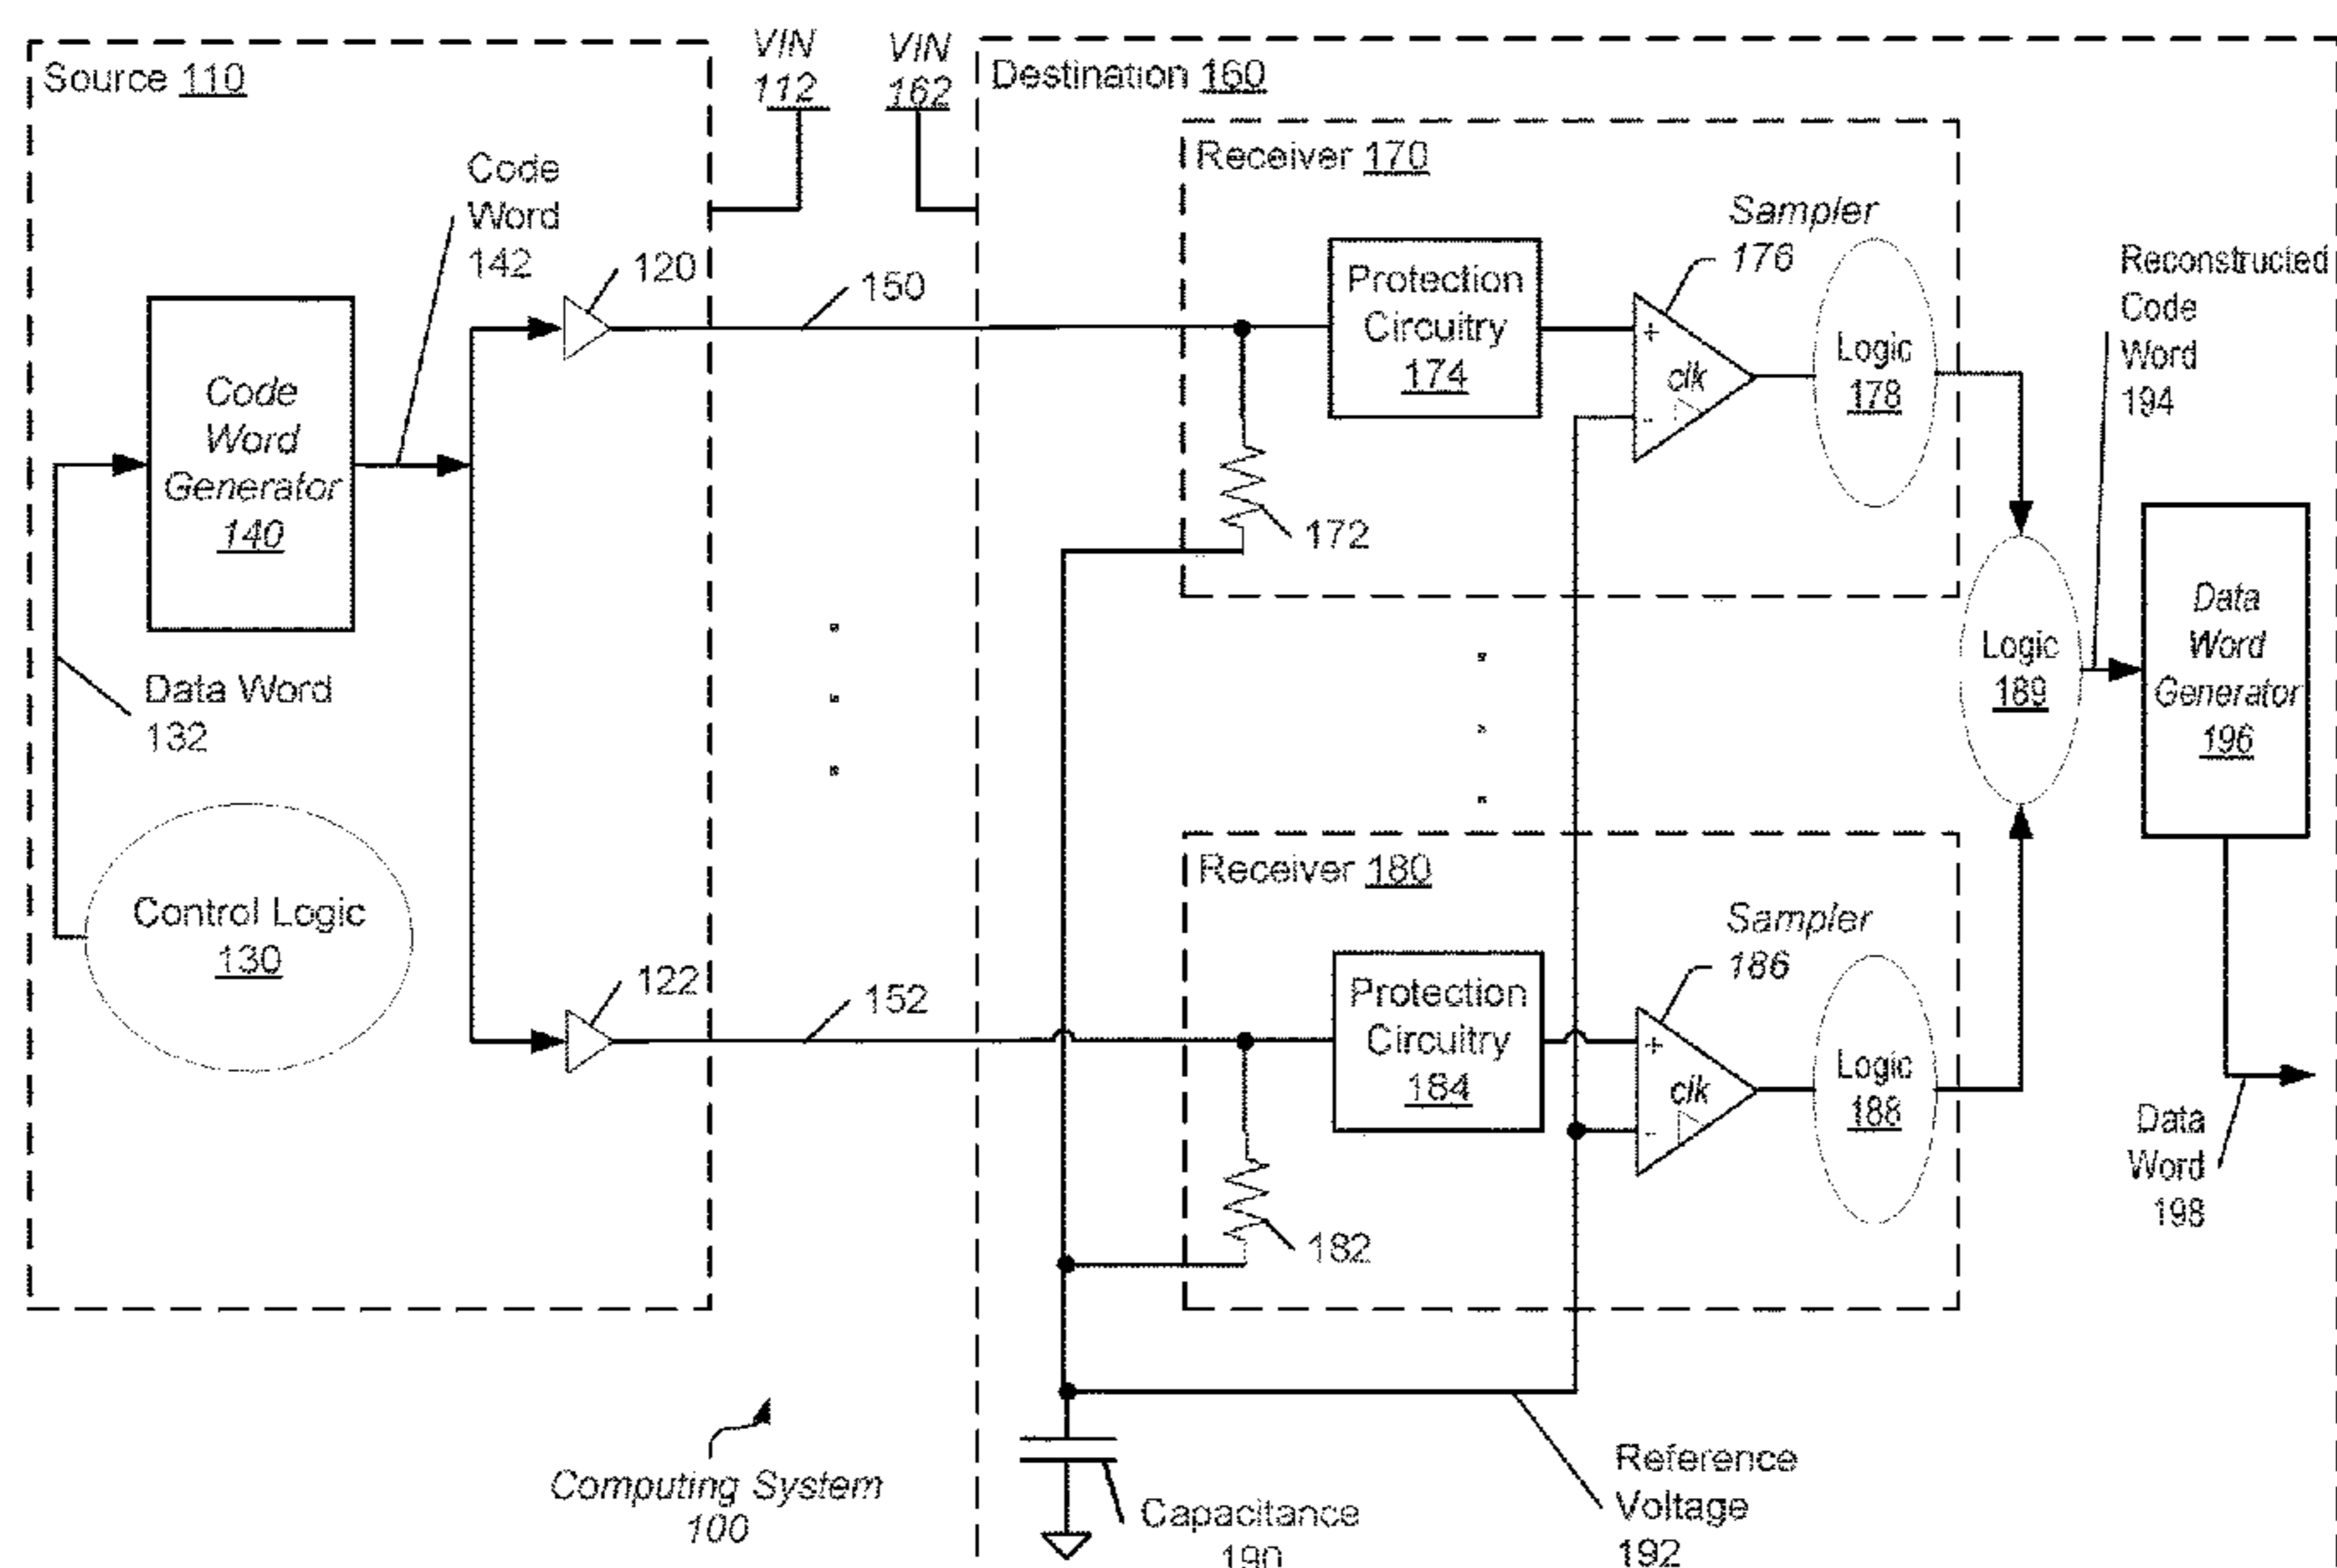 Source 110
VIN
112
VIN
162
Destination 160
Code
Word
142
120
150
Code
Word
Generator
140
Data Word
132
Control Logic
130
122
152
Receiver 170
Protection
Circuitry
174
Sampler
176
+
-
clk
Logic
178
172
Reconstructed
Code
Word
194
Logic
189
Data
Word
Generator
196
Receiver 180
Protection
Circuitry
184
Sampler
186
+
-
clk
Logic
188
182
Data
Word
198
Computing System
100
Capacitance
190
Reference
Voltage
192